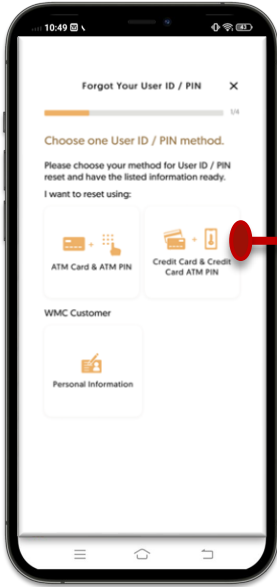 10:49
43
Forgot Your User ID / PIN
1/4
Choose one User ID / PIN method.
Please choose your method for User ID / PIN
reset and have the listed information ready.
I want to reset using:
ATM Card & ATM PIN
Credit Card & Credit
Card ATM PIN
WMC Customer
Personal Information